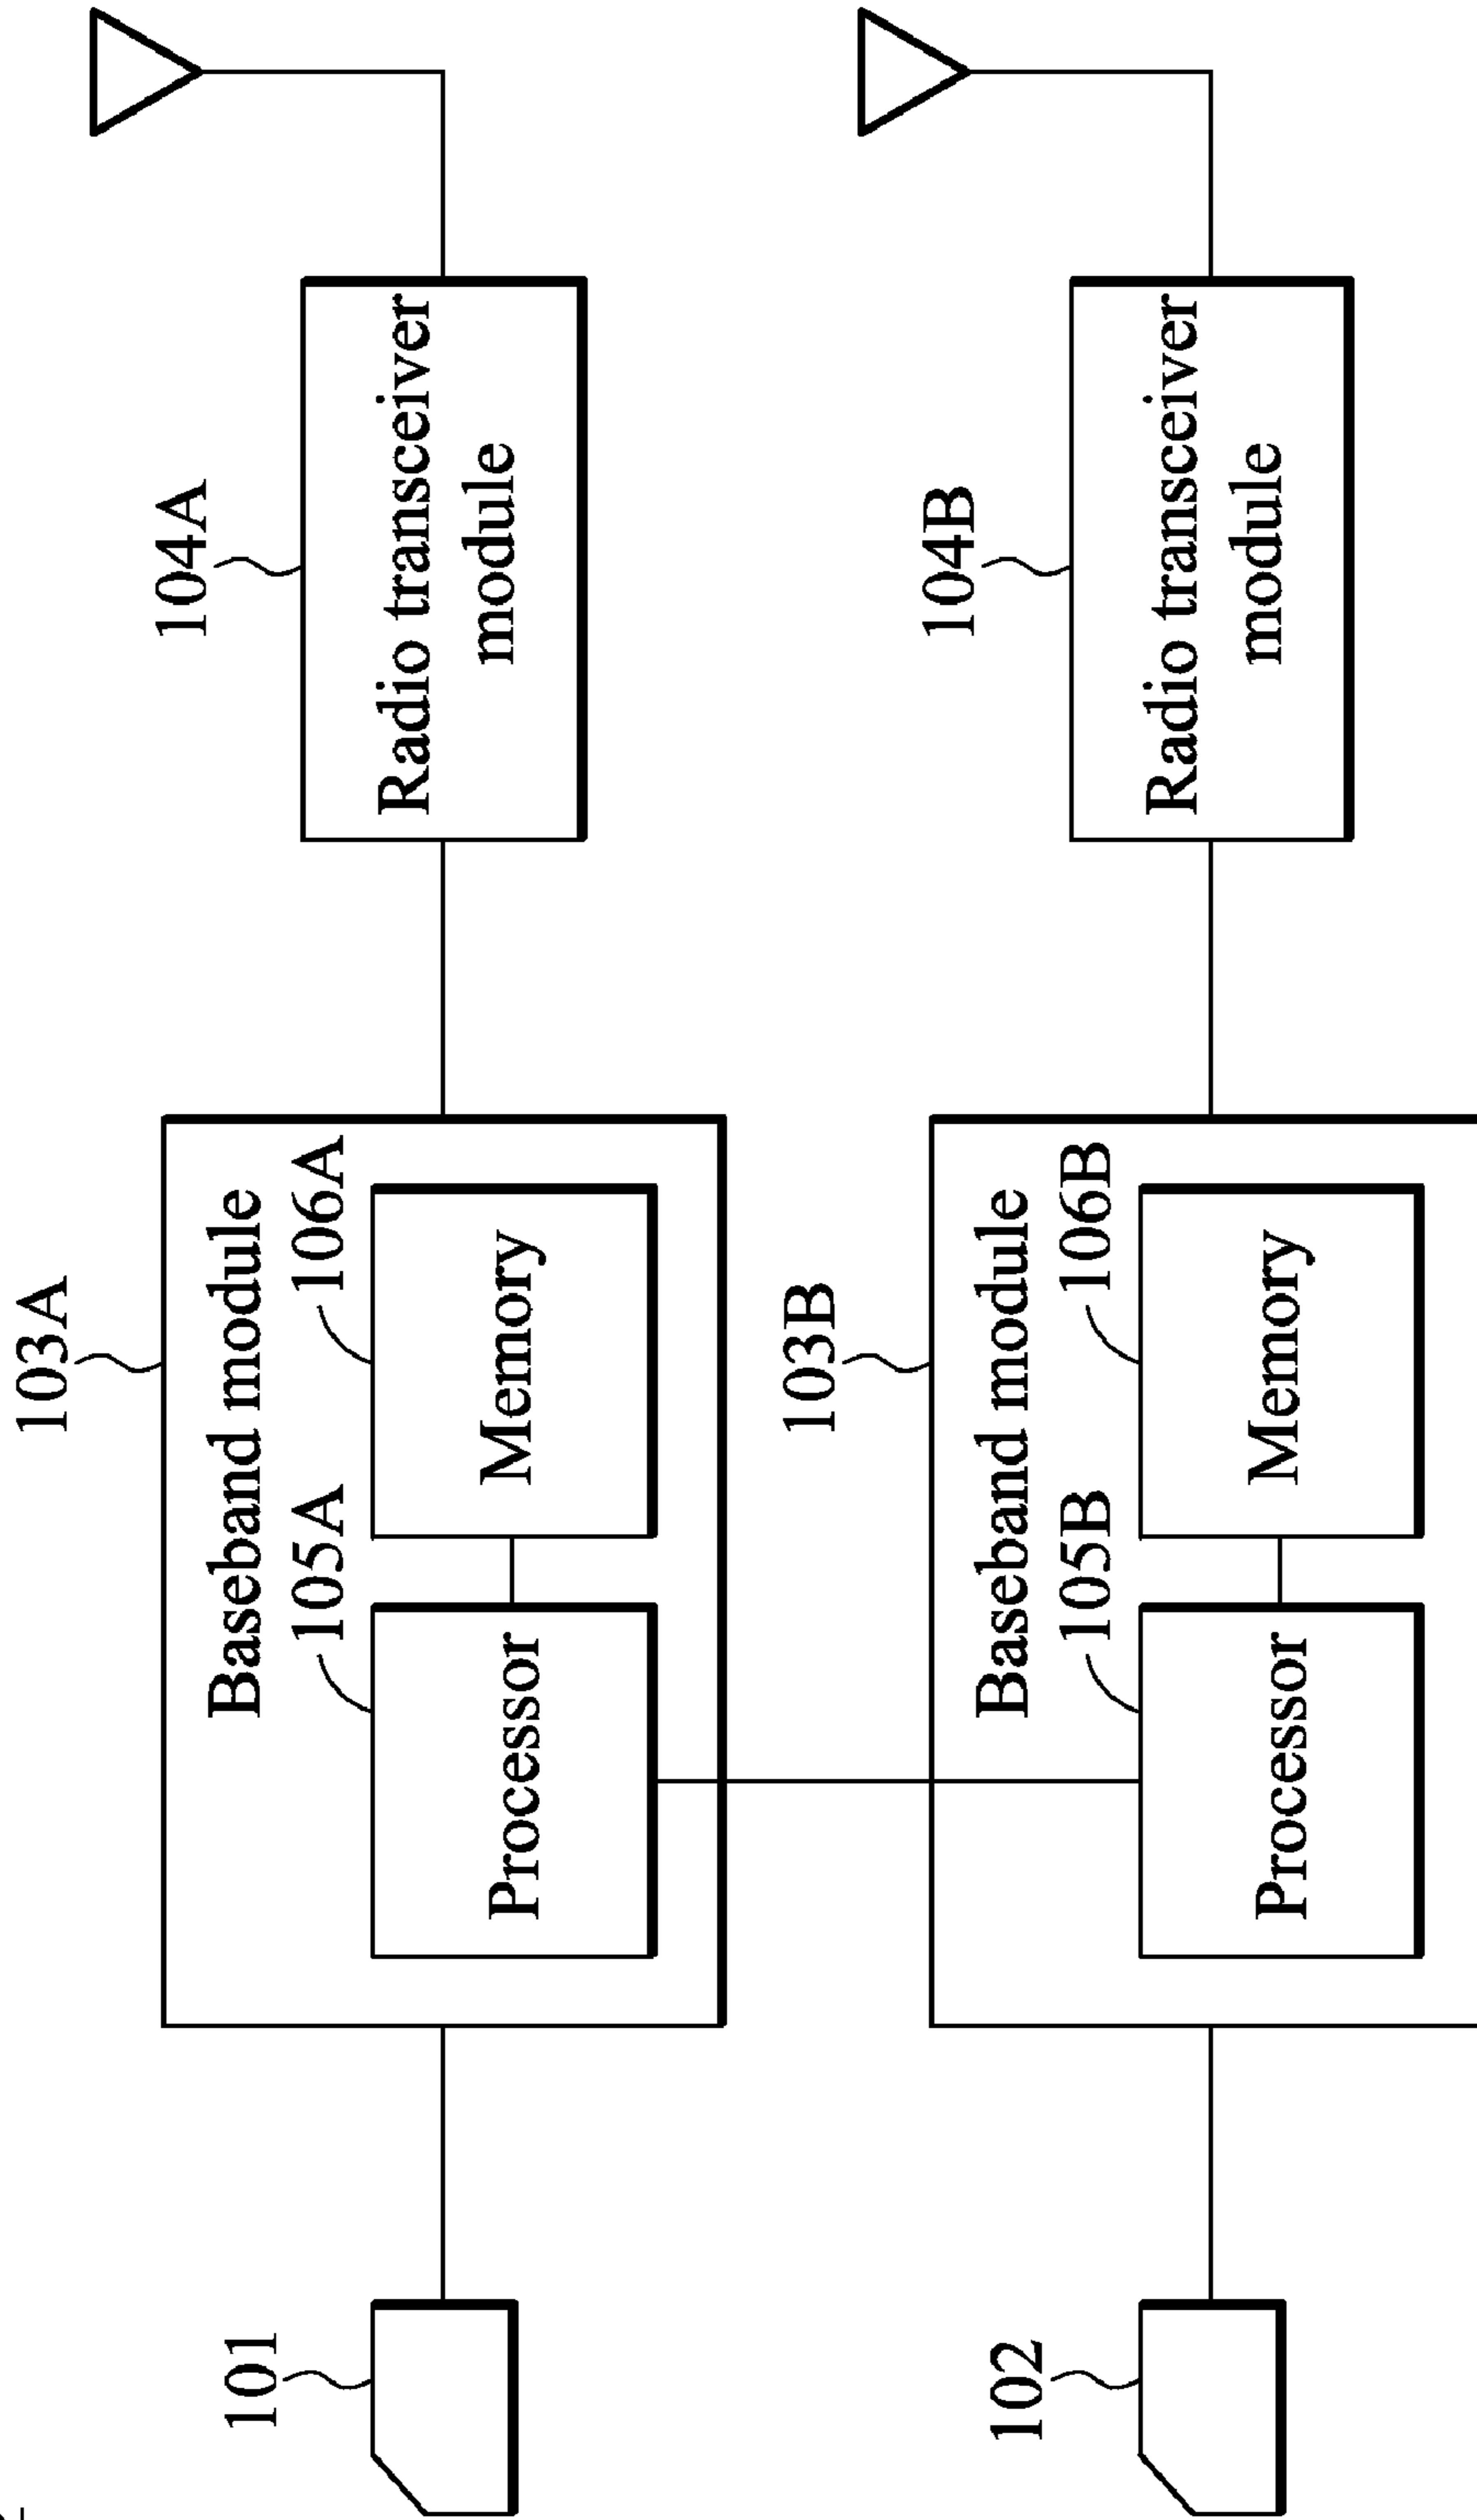 103A
Baseband module
101
105A
106A
104A
Processor
Memory
Radio transceiver
module
103B
Baseband module
102
105B
106B
104B
Processor
Memory
Radio transceiver
module